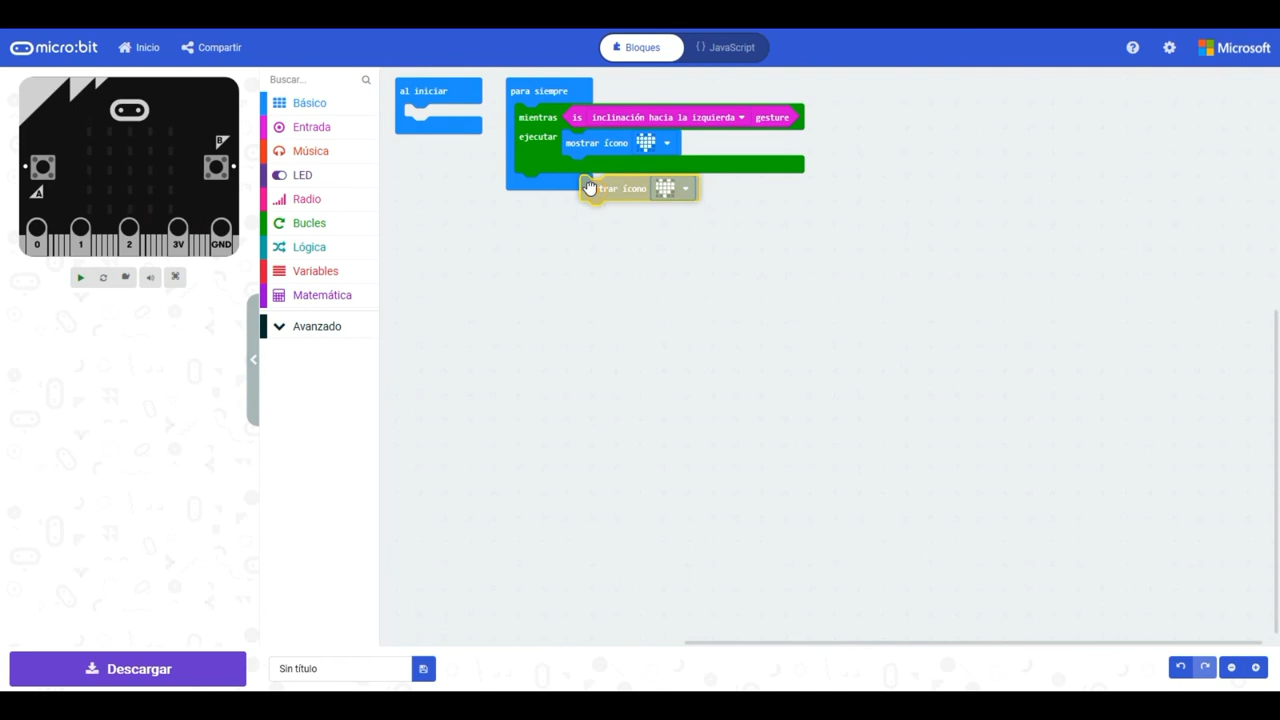 micro:bit
Inicio
Compartir
Bloques
{} JavaScript
Microsoft
Buscar...
Básico
Entrada
Música
LED
Radio
Bucles
Lógica
Variables
Matemática
Avanzado
B
A
0 1 2 3V GND
al iniciar
para siempre
mientras is inclinación hacia la izquierda gesture
ejecutar mostrar ícono
trar ícono
Descargar
Sin título